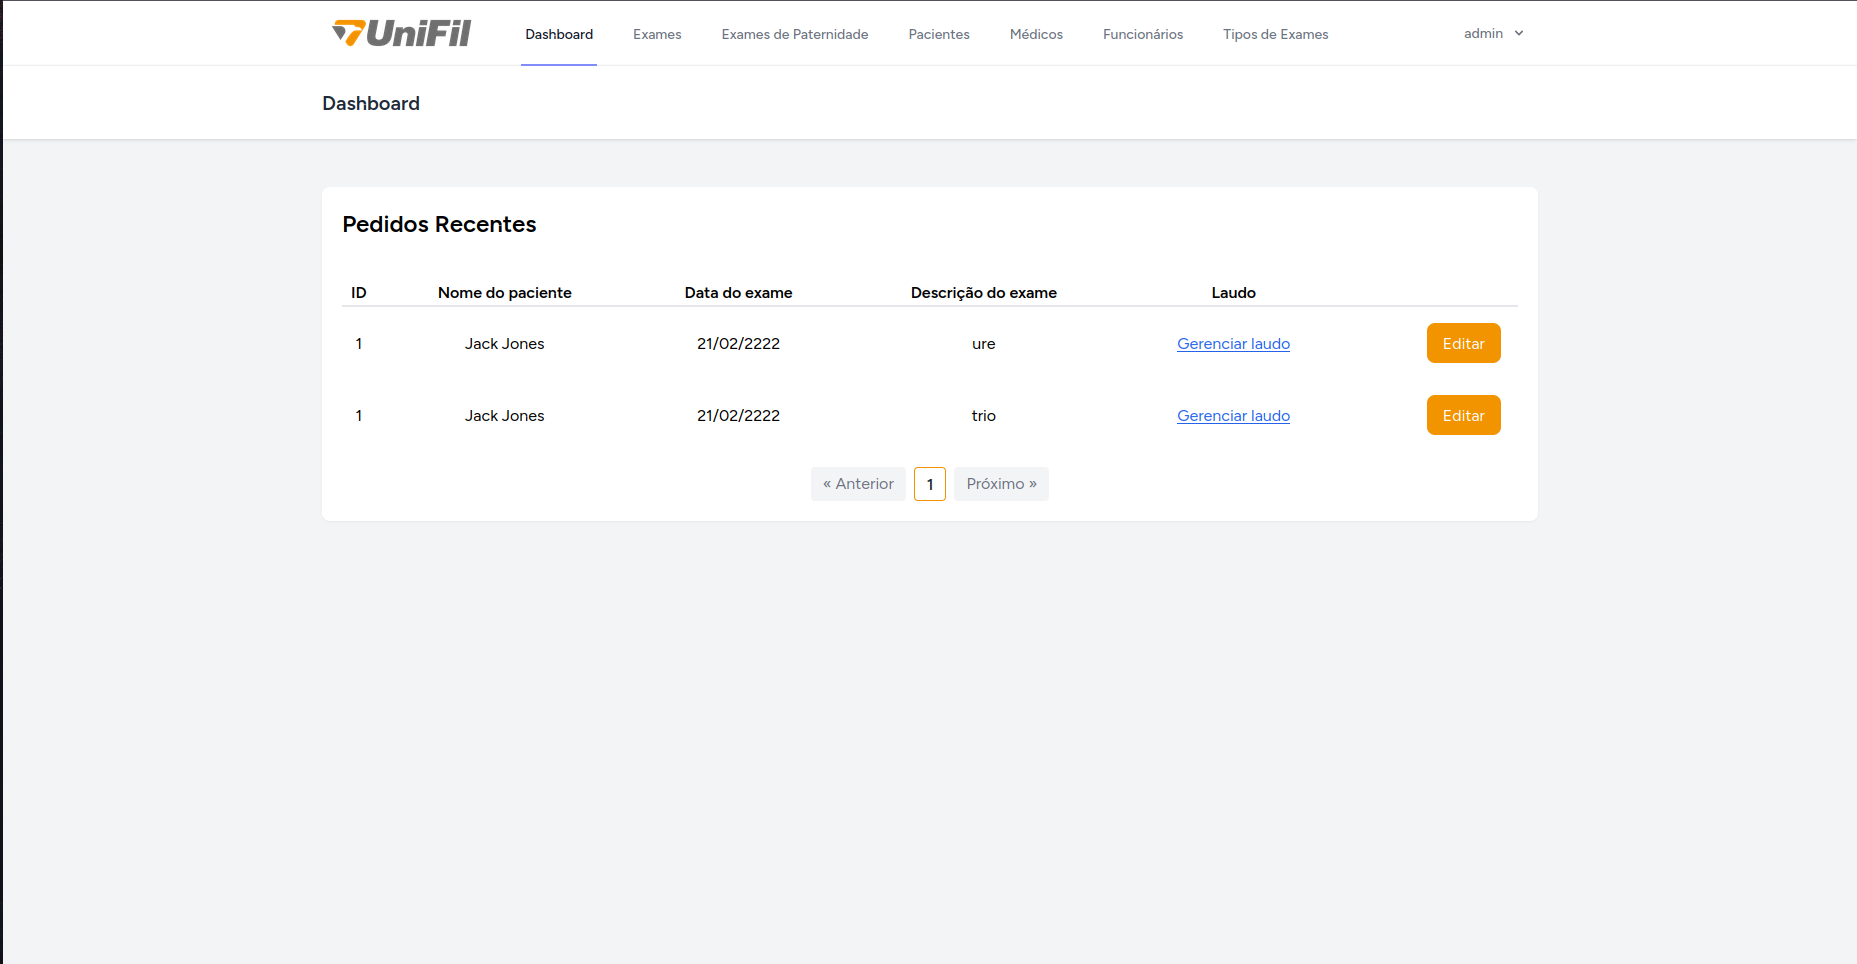 UniFil Dashboard Exames Exames de Paternidade Pacientes Médicos Funcionários Tipos de Exames admin
Dashboard
Pedidos Recentes
ID Nome do paciente Data do exame Descrição do exame Laudo
1 Jack Jones 21/02/2222 ure Gerenciar laudo Editar
1 Jack Jones 21/02/2222 trio Gerenciar laudo Editar
« Anterior 1 Próximo »